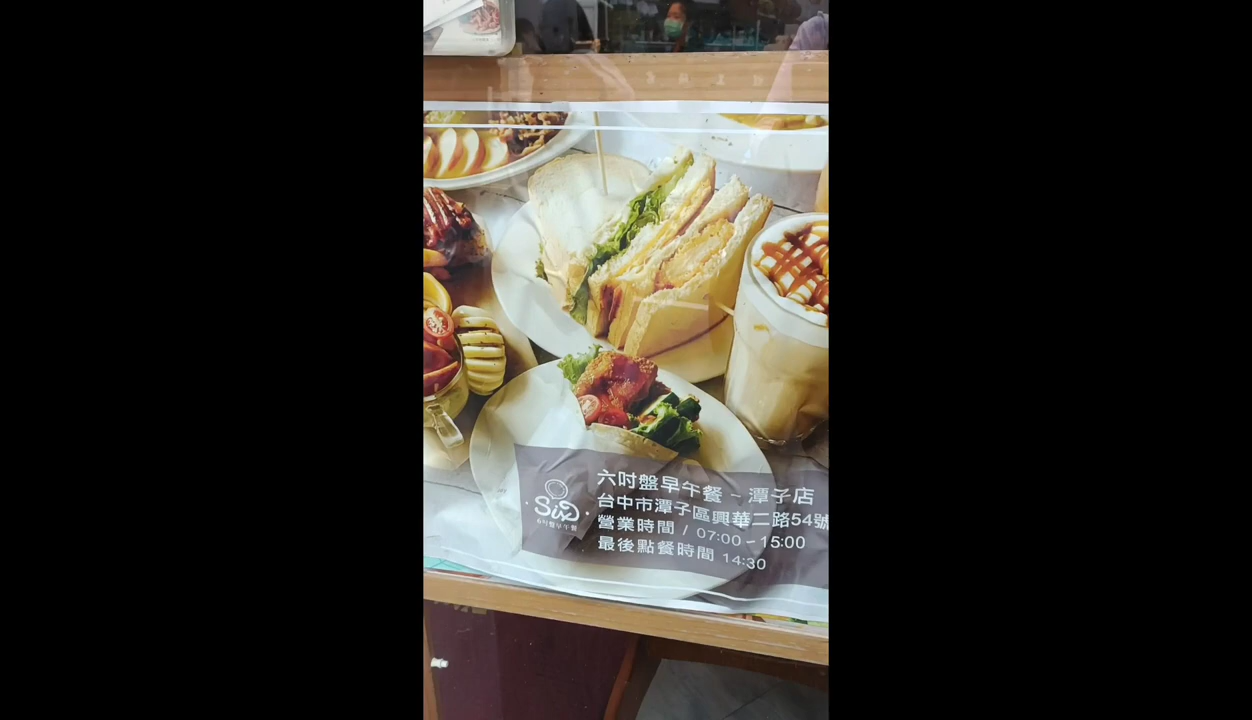 六吋盤早午餐 ~ 潭子店
台中市潭子區興華二路54號
營業時間 / 07:00 - 15:00
最後點餐時間 14:30
Six
6吋盤早午餐